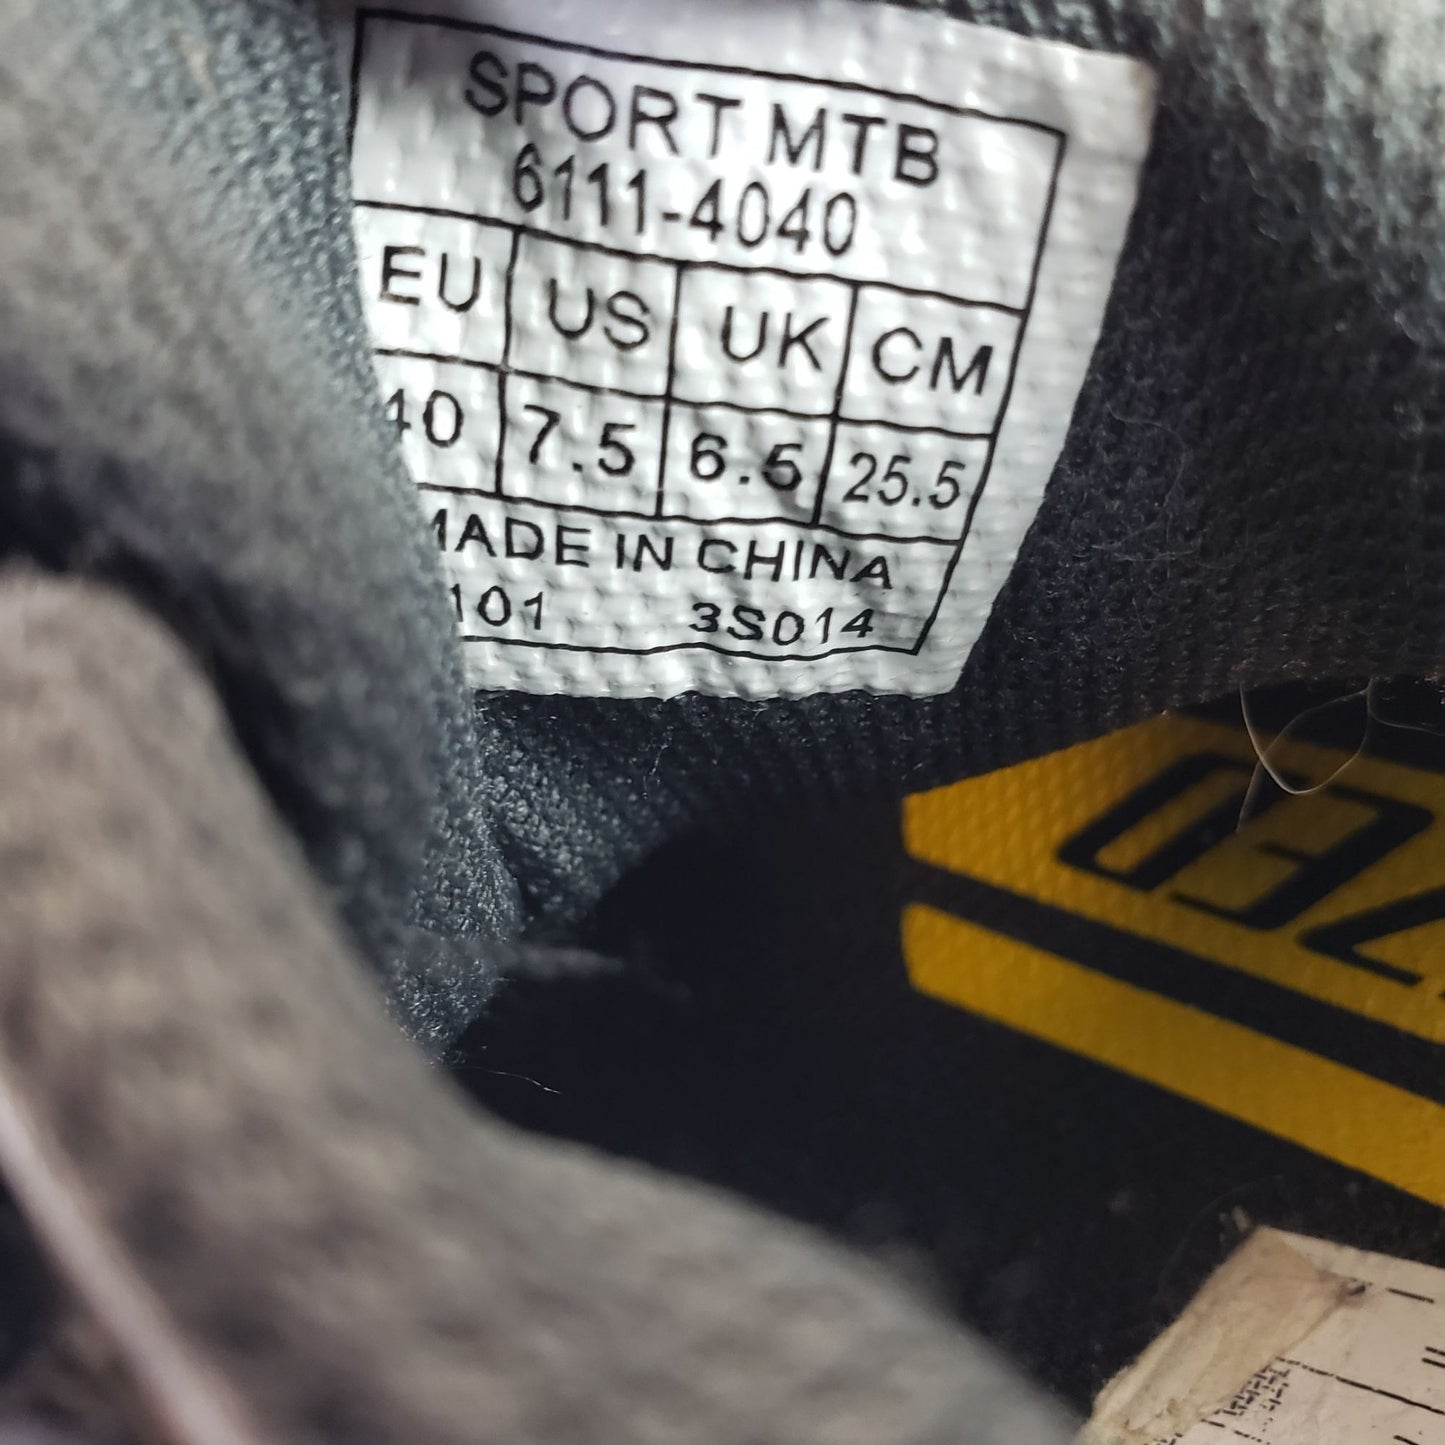 SPORT MTB
6111-4040
EU US UK CM
40 7.5 6.5 25.5
MADE IN CHINA
101 3S014